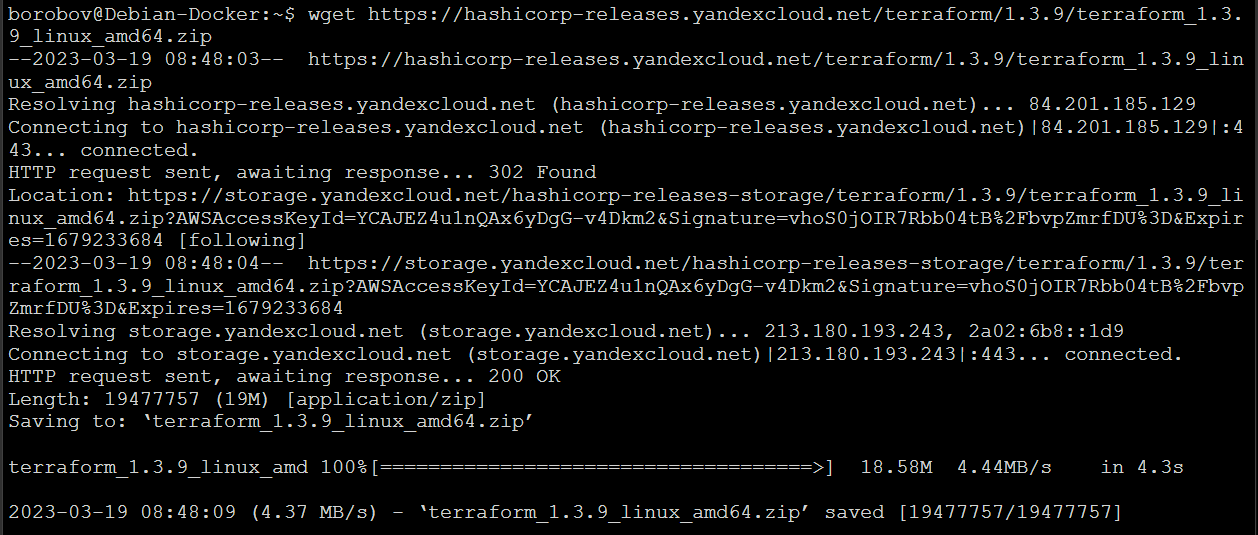 borobov@Debian-Docker:~$ wget https://hashicorp-releases.yandexcloud.net/terraform/1.3.9/terraform_1.3.
9_linux_amd64.zip
--2023-03-19 08:48:03--  https://hashicorp-releases.yandexcloud.net/terraform/1.3.9/terraform_1.3.9_lin
ux_amd64.zip
Resolving hashicorp-releases.yandexcloud.net (hashicorp-releases.yandexcloud.net)... 84.201.185.129
Connecting to hashicorp-releases.yandexcloud.net (hashicorp-releases.yandexcloud.net)|84.201.185.129|:4
43... connected.
HTTP request sent, awaiting response... 302 Found
Location: https://storage.yandexcloud.net/hashicorp-releases-storage/terraform/1.3.9/terraform_1.3.9_li
nux_amd64.zip?AWSAccessKeyId=YCAJEZ4u1nQAx6yDgG-v4Dkm2&Signature=vhoS0jOIR7Rbb04tB%2FbvpZmrfDU%3D&Expir
es=1679233684 [following]
--2023-03-19 08:48:04--  https://storage.yandexcloud.net/hashicorp-releases-storage/terraform/1.3.9/ter
raform_1.3.9_linux_amd64.zip?AWSAccessKeyId=YCAJEZ4u1nQAx6yDgG-v4Dkm2&Signature=vhoS0jOIR7Rbb04tB%2Fbvp
ZmrfDU%3D&Expires=1679233684
Resolving storage.yandexcloud.net (storage.yandexcloud.net)... 213.180.193.243, 2a02:6b8::1d9
Connecting to storage.yandexcloud.net (storage.yandexcloud.net)|213.180.193.243|:443... connected.
HTTP request sent, awaiting response... 200 OK
Length: 19477757 (19M) [application/zip]
Saving to: ‘terraform_1.3.9_linux_amd64.zip’
terraform_1.3.9_linux_amd 100%[====================================>]  18.58M  4.44MB/s    in 4.3s
2023-03-19 08:48:09 (4.37 MB/s) - ‘terraform_1.3.9_linux_amd64.zip’ saved [19477757/19477757]